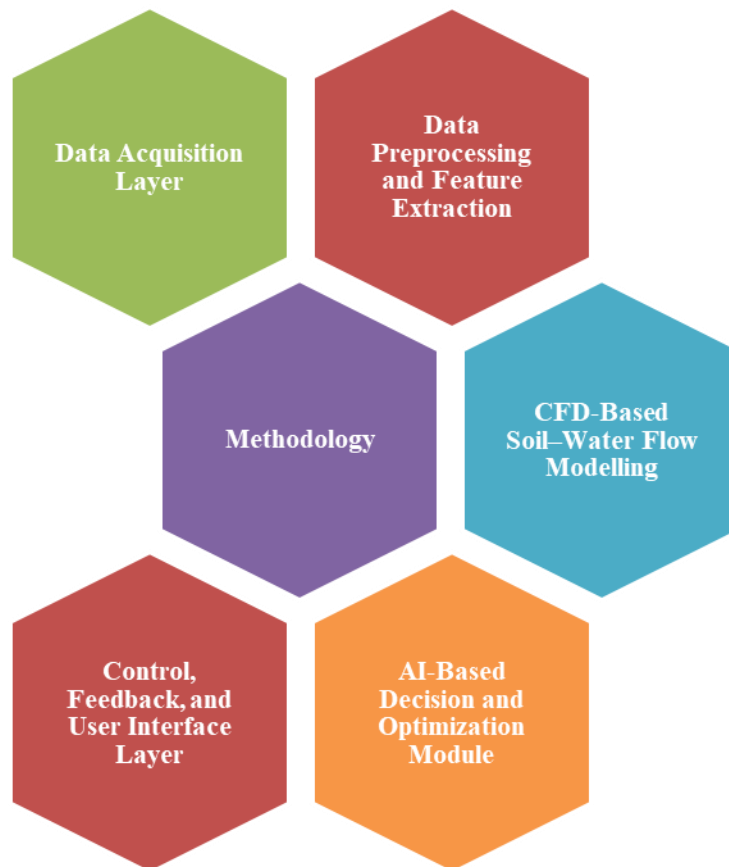 Data Acquisition
Layer
Data
Preprocessing
and Feature
Extraction
Methodology
CFD-Based
Soil–Water Flow
Modelling
Control,
Feedback, and
User Interface
Layer
AI-Based
Decision and
Optimization
Module